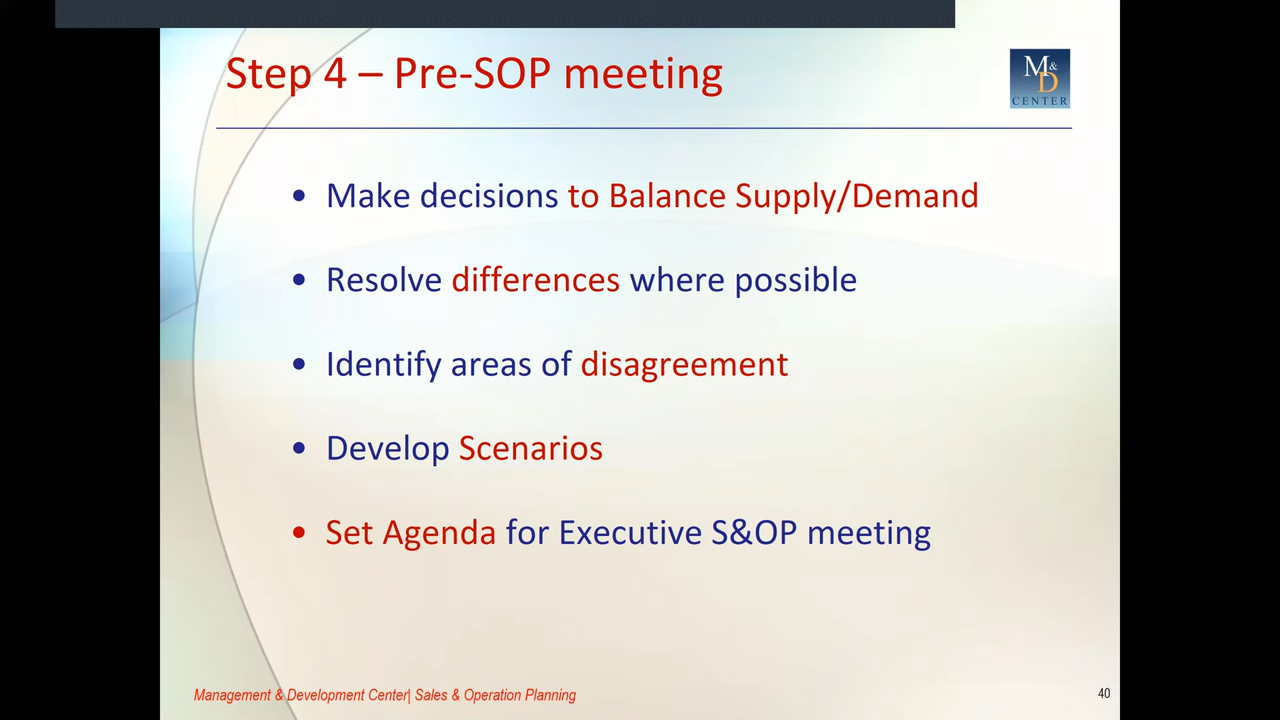 Step 4 – Pre-SOP meeting
M&
D
CENTER
• Make decisions to Balance Supply/Demand
• Resolve differences where possible
• Identify areas of disagreement
• Develop Scenarios
• Set Agenda for Executive S&OP meeting
Management & Development Center| Sales & Operation Planning
40